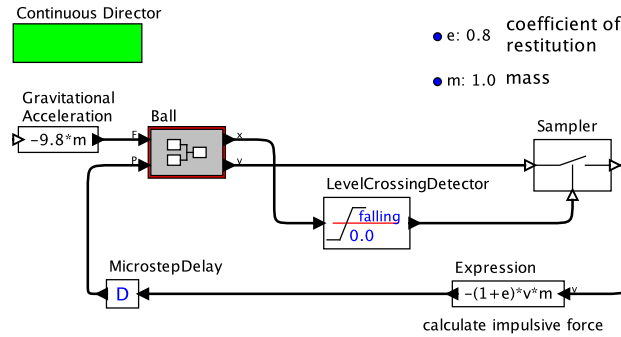 Continuous Director
e: 0.8
coefficient of
restitution
m: 1.0
mass
Gravitational
Acceleration
-9.8*m
Ball
F
P
x
v
Sampler
LevelCrossingDetector
falling
0.0
MicrostepDelay
D
Expression
-(1+e)*v*m
v
calculate impulsive force